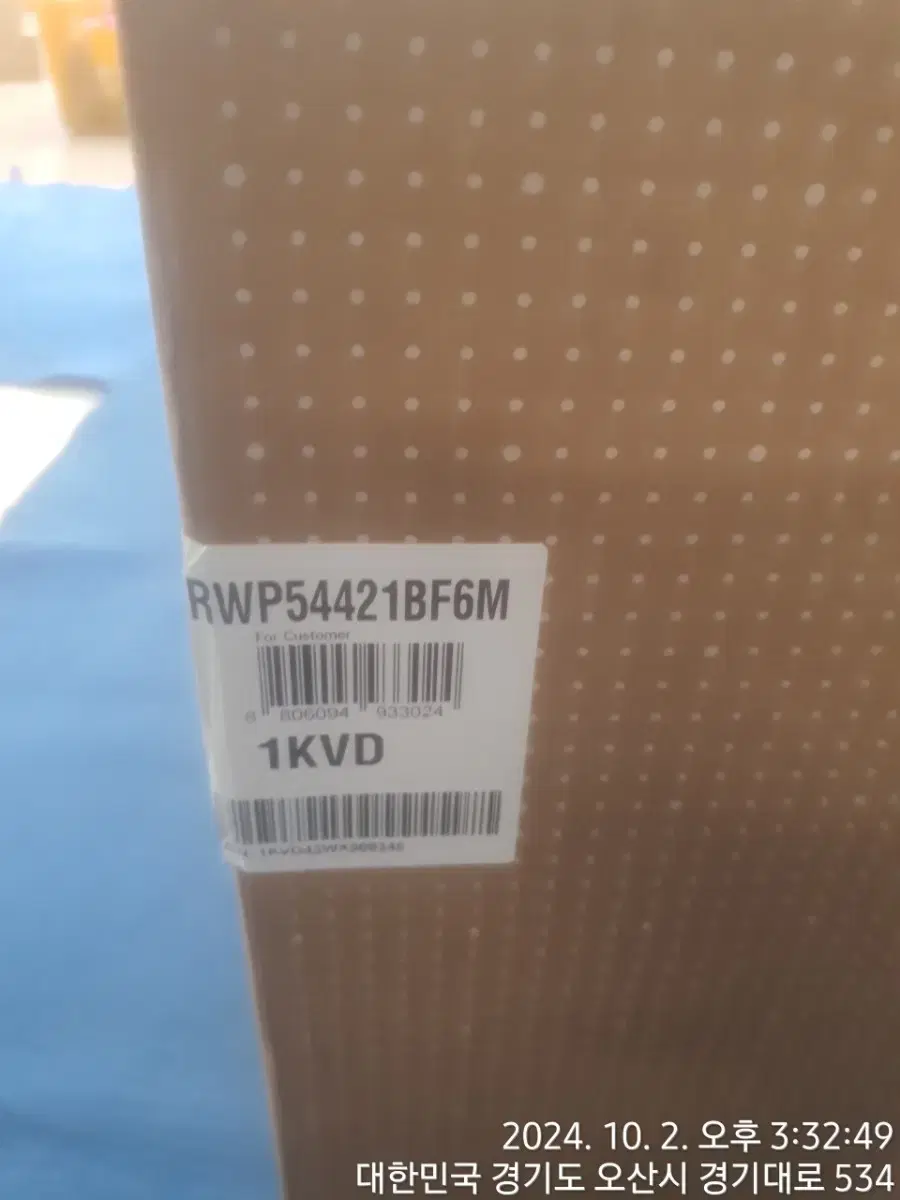 RWP54421BF6M
For Customer
8 806094 933024
1KVD
2024. 10. 2. 오후 3:32:49
대한민국 경기도 오산시 경기대로 534